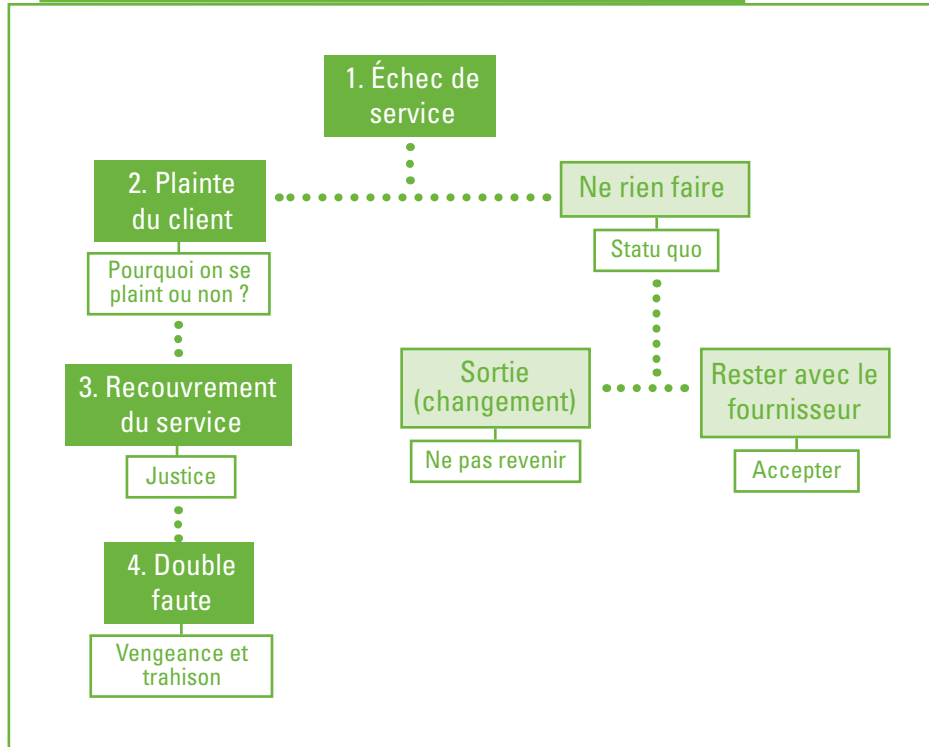 1. Échec de
service
2. Plainte
du client
Ne rien faire
Pourquoi on se
plaint ou non ?
Statu quo
3. Recouvrement
du service
Sortie
(changement)
Rester avec le
fournisseur
Justice
Ne pas revenir
Accepter
4. Double
faute
Vengeance et
trahison